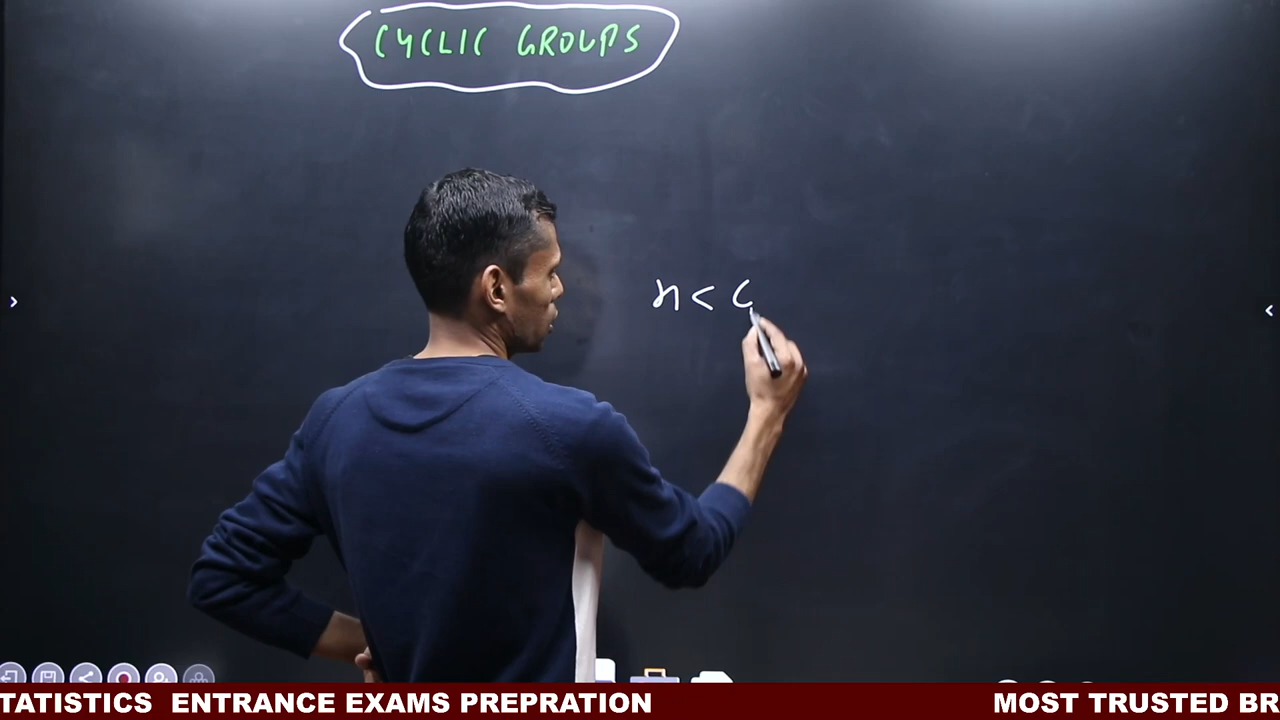 CYCLIC GROUPS
TATISTICS ENTRANCE EXAMS PREPRATION MOST TRUSTED BR